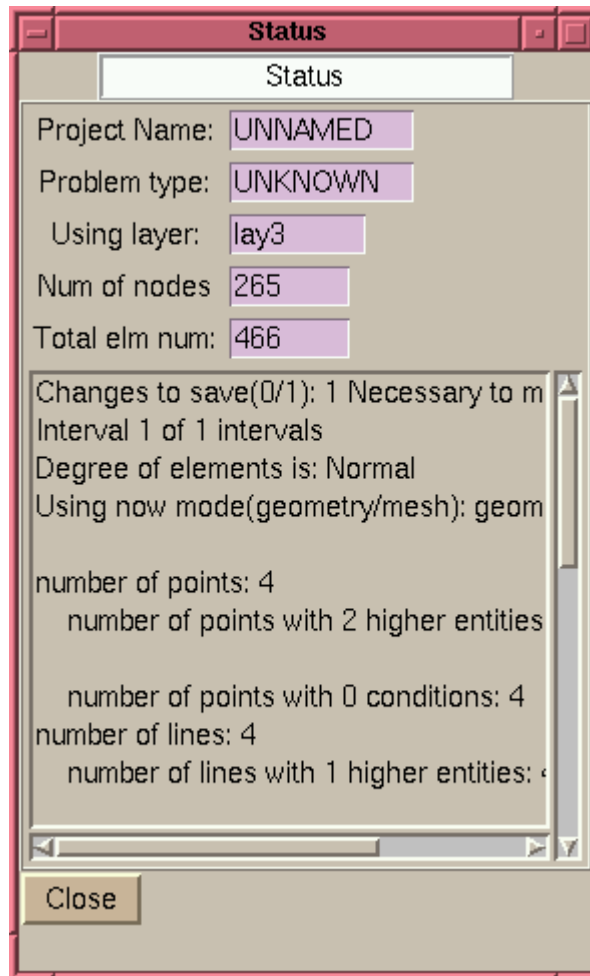 Status
Status
Project Name: UNNAMED
Problem type: UNKNOWN
Using layer: lay3
Num of nodes 265
Total elm num: 466
Changes to save(0/1): 1 Necessary to m
Interval 1 of 1 intervals
Degree of elements is: Normal
Using now mode(geometry/mesh): geom
number of points: 4
number of points with 2 higher entities
number of points with 0 conditions: 4
number of lines: 4
number of lines with 1 higher entities:
Close